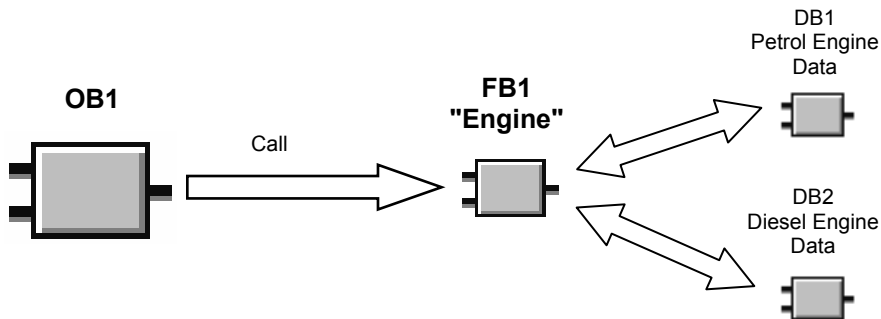 OB1
Call
FB1
"Engine"
DB1
Petrol Engine
Data
DB2
Diesel Engine
Data